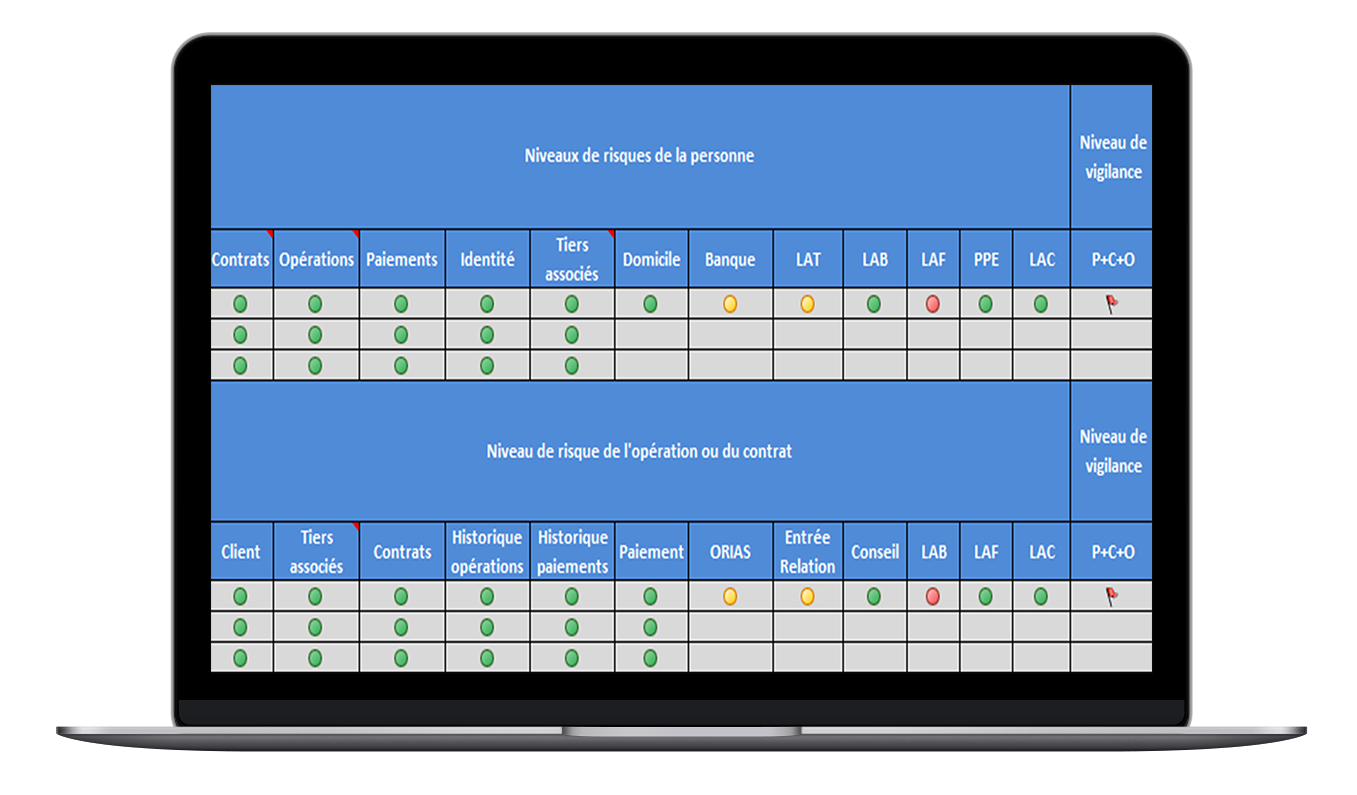 Niveaux de risques de la personne
Niveau de
vigilance
Contrats Opérations Paiements Identité Tiers
associés Domicile Banque LAT LAB LAF PPE LAC P+C+O
Niveau de risque de l'opération ou du contrat
Niveau de
vigilance
Client Tiers
associés Contrats Historique
opérations Historique
paiements Paiement ORIAS Entrée
Relation Conseil LAB LAF LAC P+C+O